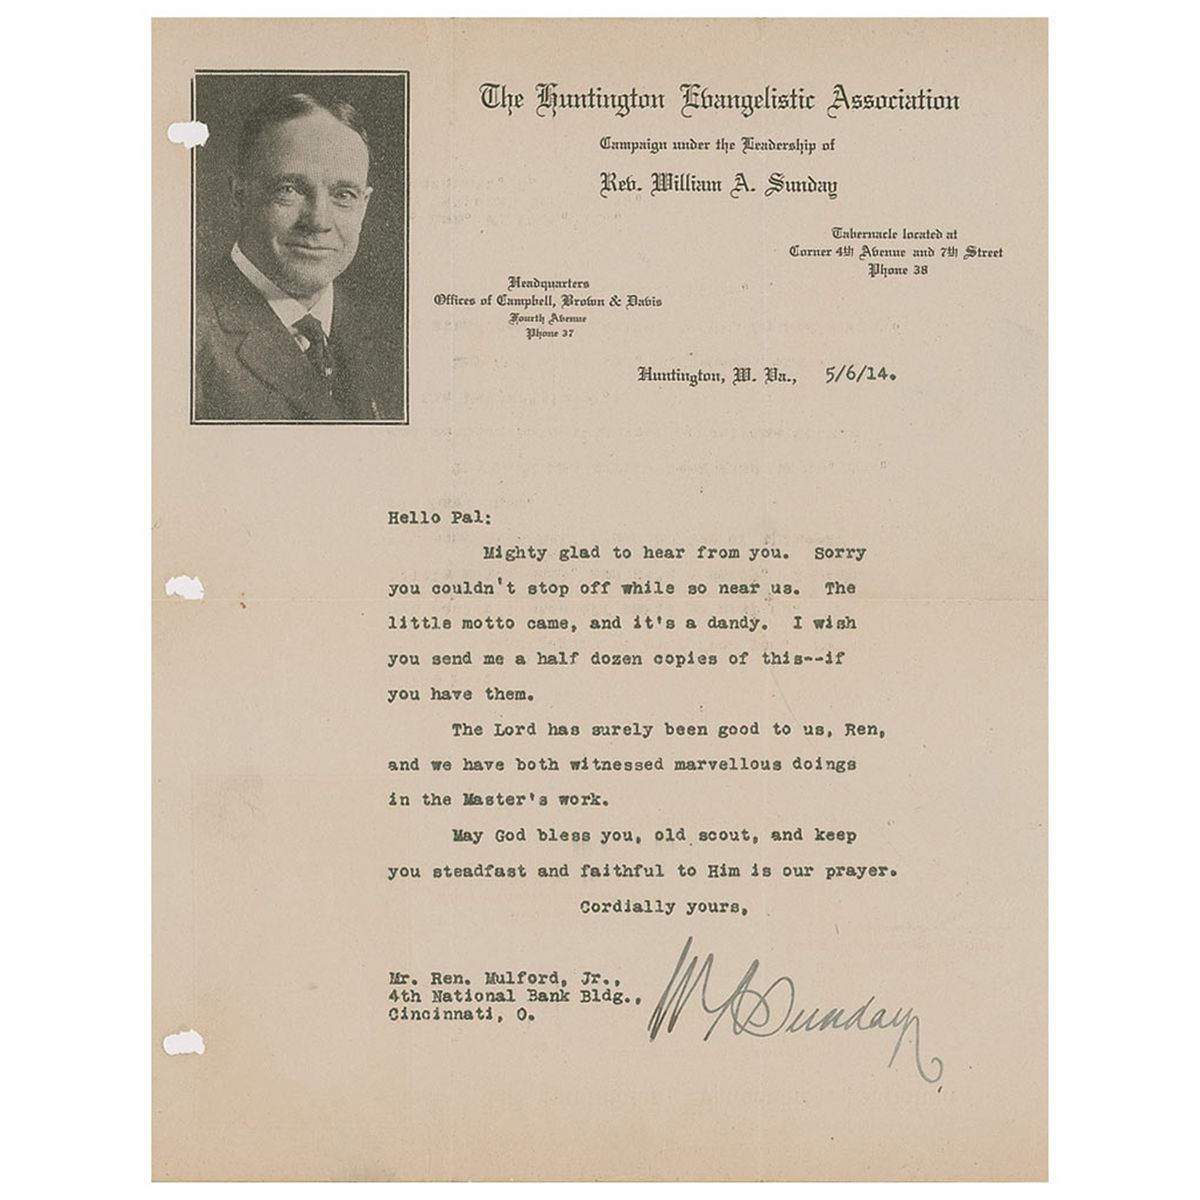 The Huntington Evangelistic Association
Campaign under the Leadership of
Rev. William A. Sunday
Tabernacle located at
Corner 4th Avenue and 7th Street
Phone 38
Headquarters
Offices of Campbell, Brown & Davis
Fourth Avenue
Phone 37
Huntington, W. Va., 5/6/14.
Hello Pal:
Mighty glad to hear from you. Sorry
you couldn't stop off while so near us. The
little motto came, and it's a dandy. I wish
you send me a half dozen copies of this--if
you have them.
The Lord has surely been good to us, Ren,
and we have both witnessed marvellous doings
in the Master's work.
May God bless you, old scout, and keep
you steadfast and faithful to Him is our prayer.
Cordially yours,
Mr. Ren. Mulford, Jr.,
4th National Bank Bldg.,
Cincinnati, O.
W A Sunday